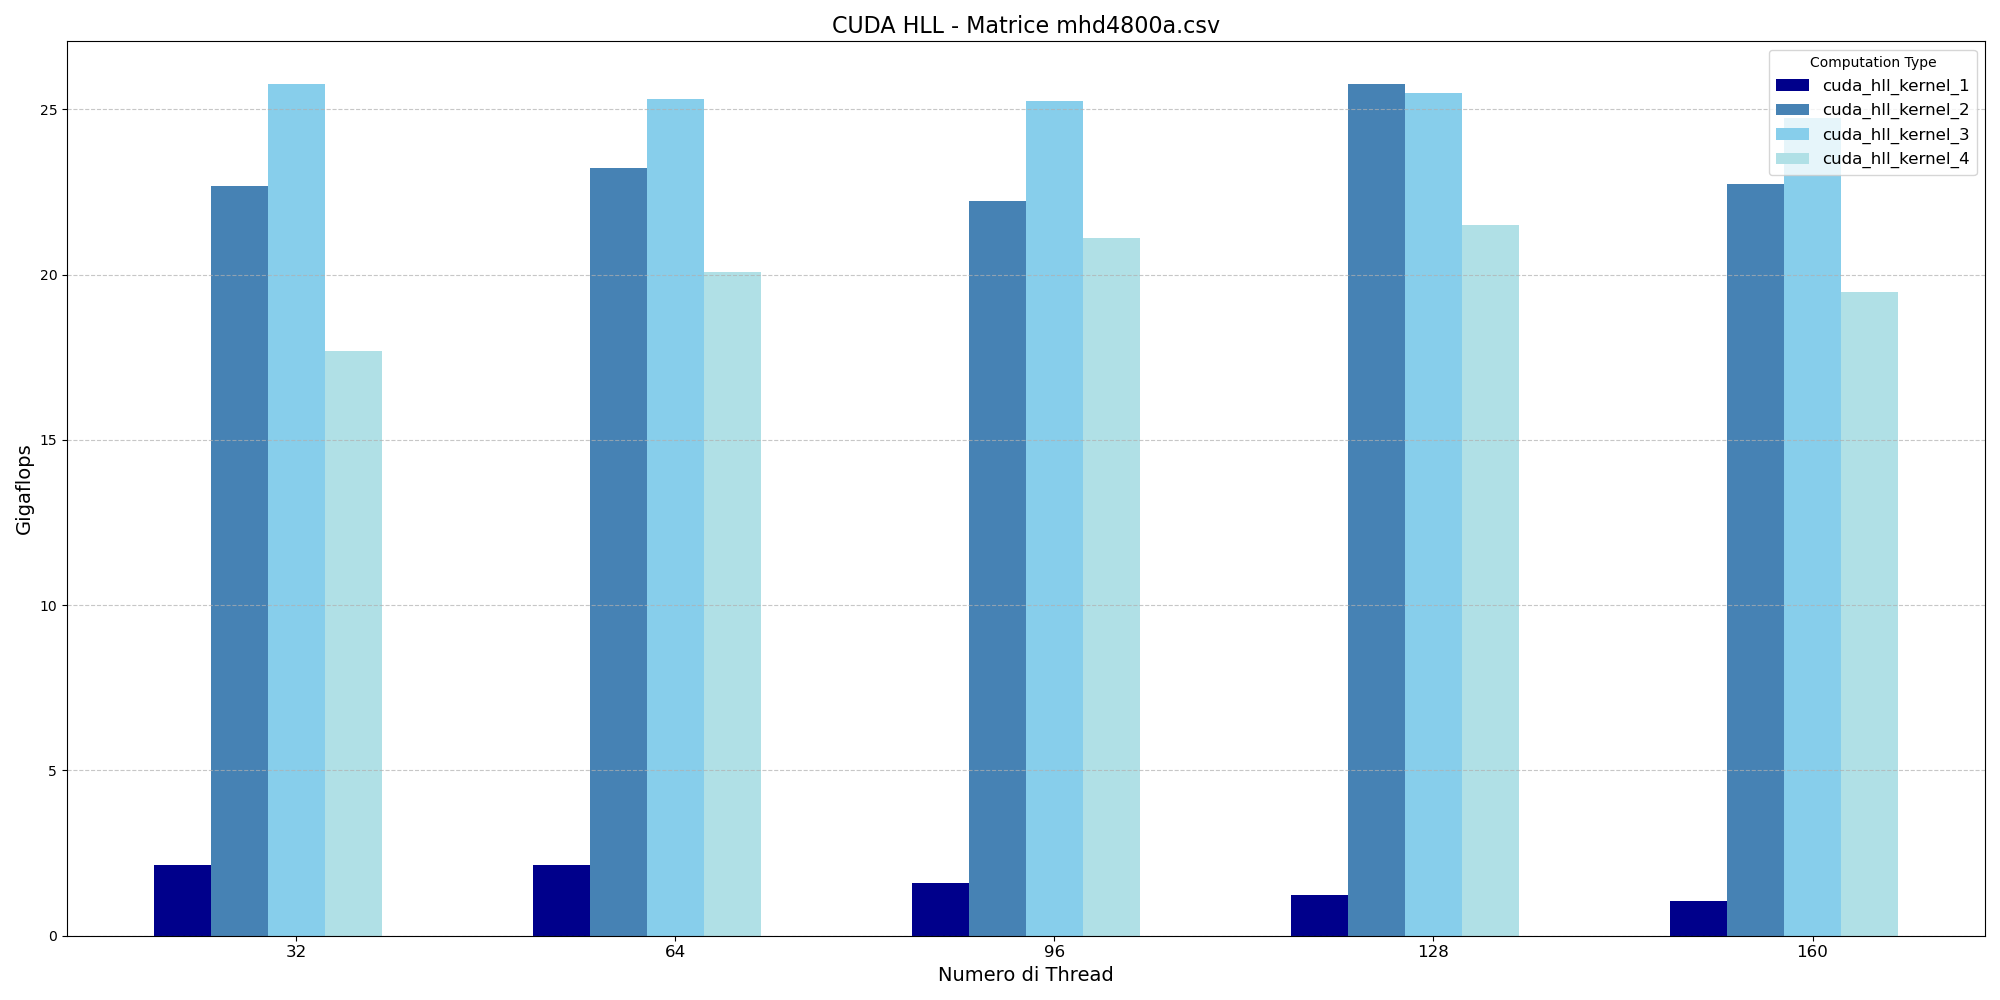 CUDA HLL - Matrice mhd4800a.csv
Computation Type
cuda_hll_kernel_1
cuda_hll_kernel_2
cuda_hll_kernel_3
cuda_hll_kernel_4
Gigaflops
25
20
15
10
5
0
32 64 96 128 160
Numero di Thread